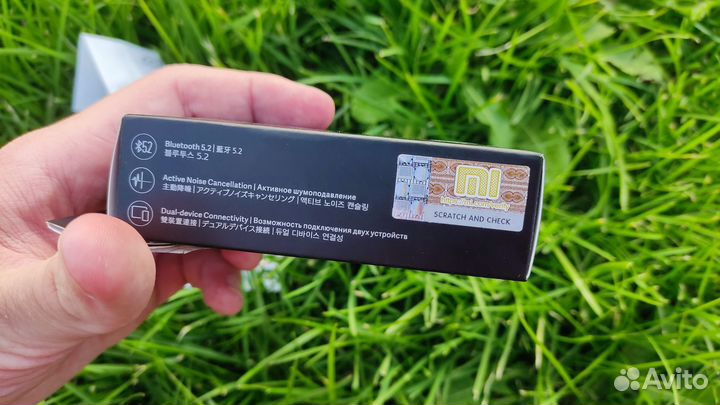 5.2
Bluetooth 5.2 | 藍牙 5.2
블루투스 5.2
Active Noise Cancellation | Активное шумоподавление
主動降噪 | アクティブノイズキャンセリング | 액티브 노이즈 캔슬링
Dual-device Connectivity | Возможность подключения двух устройств
雙裝置連接 | デュアルデバイス接続 | 듀얼 디바이스 연결성
mi
SCRATCH AND CHECK
Avito